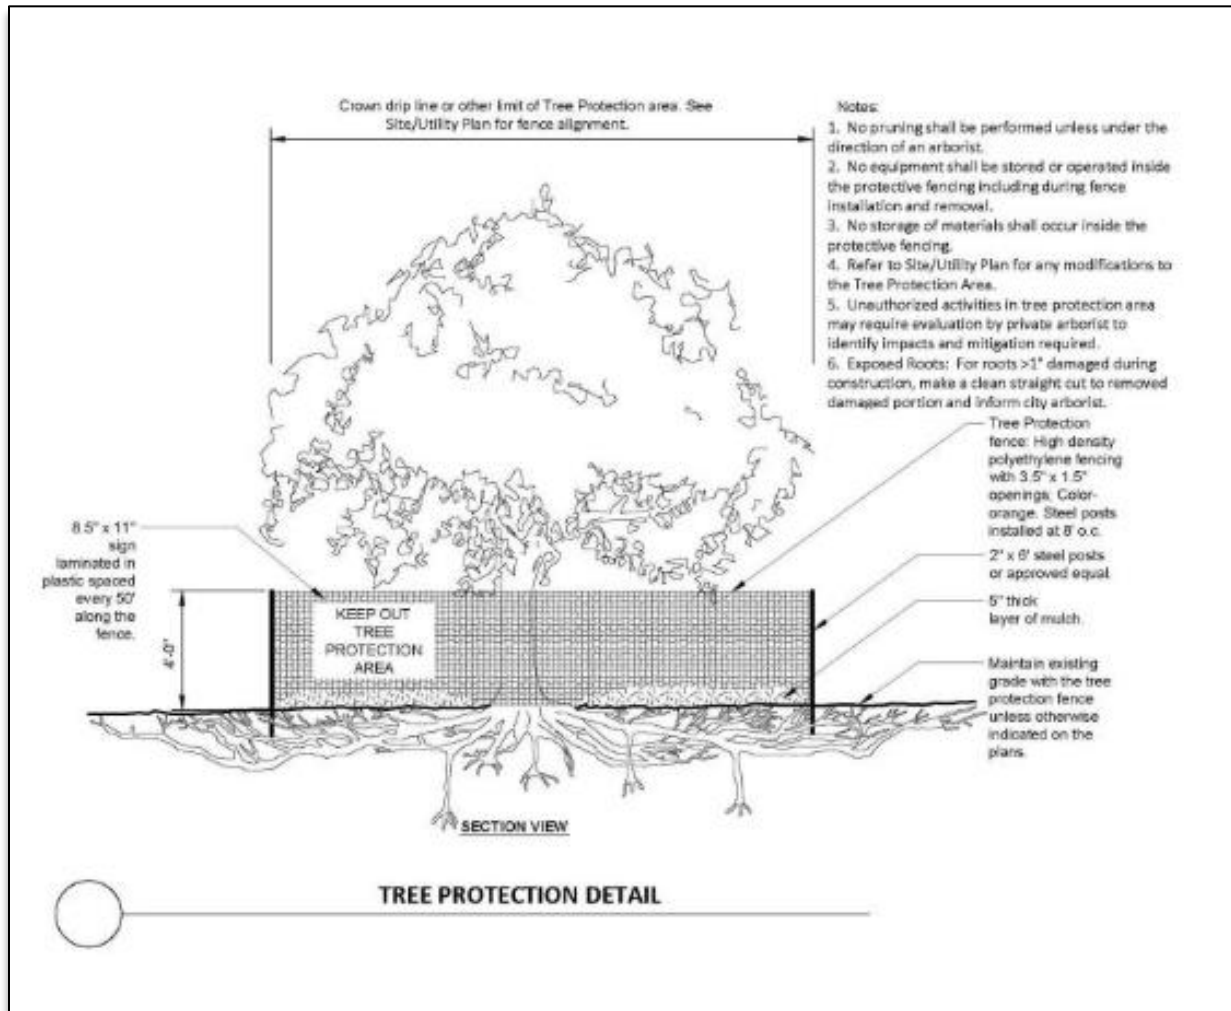 Crown drip line or other limit of Tree Protection area. See
Site/Utility Plan for fence alignment.
Notes:
1. No pruning shall be performed unless under the
direction of an arborist.
2. No equipment shall be stored or operated inside
the protective fencing including during fence
installation and removal.
3. No storage of materials shall occur inside the
protective fencing.
4. Refer to Site/Utility Plan for any modifications to
the Tree Protection Area.
5. Unauthorized activities in tree protection area
may require evaluation by private arborist to
identify impacts and mitigation required.
6. Exposed Roots: For roots >1" damaged during
construction, make a clean straight cut to removed
damaged portion and inform city arborist.
Tree Protection
fence: High density
polyethylene fencing
with 3.5" x 1.5"
openings; Color-
orange. Steel posts
installed at 8' o.c.
2" x 6' steel posts
or approved equal
5" thick
layer of mulch.
Maintain existing
grade with the tree
protection fence
unless otherwise
indicated on the
plans.
8.5" x 11"
sign
laminated in
plastic spaced
every 50'
along the
fence.
4'-0"
KEEP OUT
TREE
PROTECTION
AREA
SECTION VIEW
TREE PROTECTION DETAIL